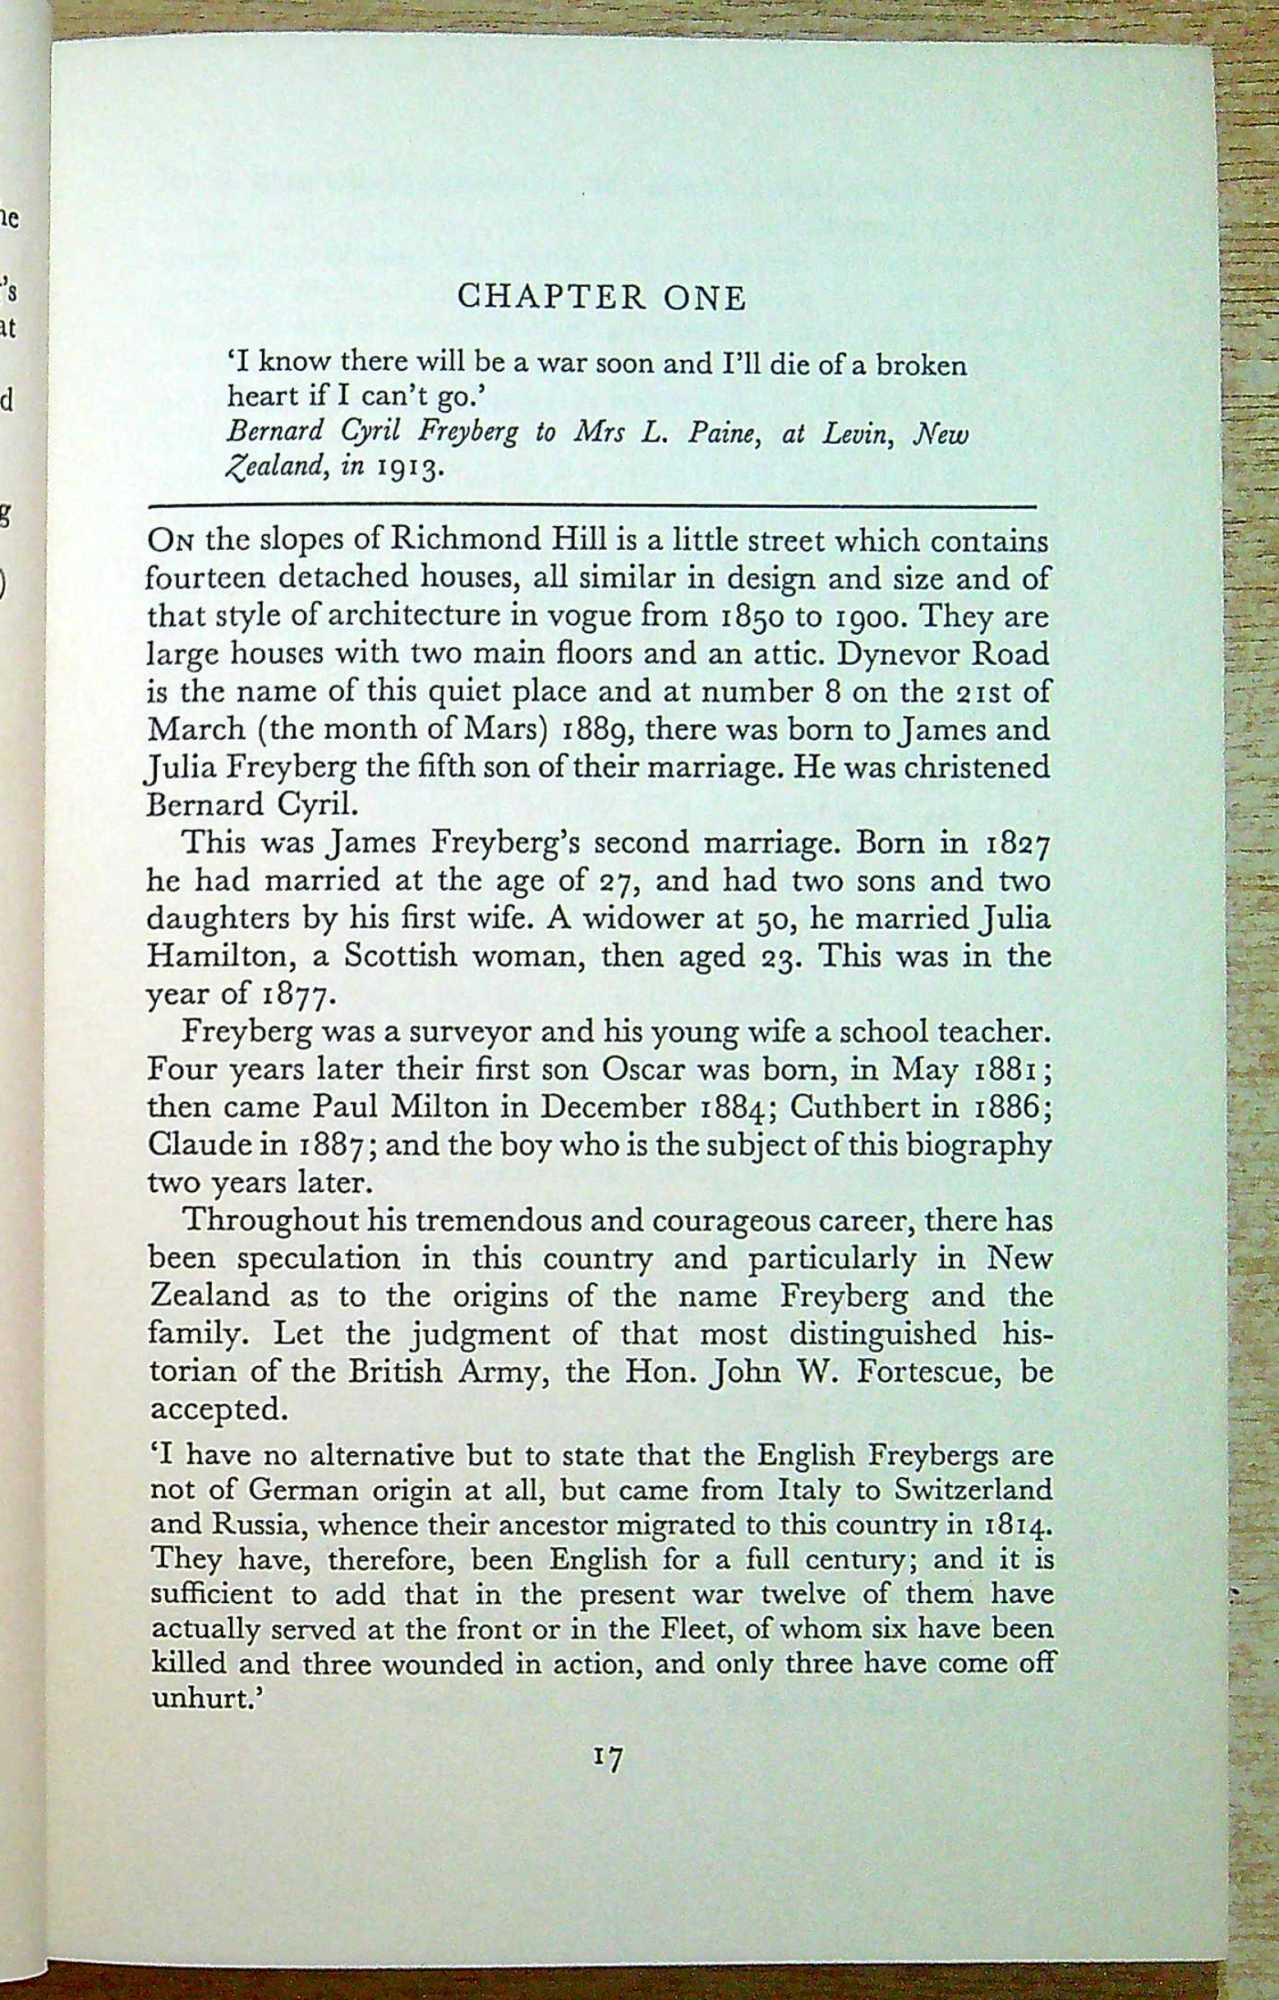 CHAPTER ONE
‘I know there will be a war soon and I’ll die of a broken
heart if I can’t go.’
Bernard Cyril Freyberg to Mrs L. Paine, at Levin, New
Zealand, in 1913.
ON the slopes of Richmond Hill is a little street which contains
fourteen detached houses, all similar in design and size and of
that style of architecture in vogue from 1850 to 1900. They are
large houses with two main floors and an attic. Dynevor Road
is the name of this quiet place and at number 8 on the 21st of
March (the month of Mars) 1889, there was born to James and
Julia Freyberg the fifth son of their marriage. He was christened
Bernard Cyril.
This was James Freyberg’s second marriage. Born in 1827
he had married at the age of 27, and had two sons and two
daughters by his first wife. A widower at 50, he married Julia
Hamilton, a Scottish woman, then aged 23. This was in the
year of 1877.
Freyberg was a surveyor and his young wife a school teacher.
Four years later their first son Oscar was born, in May 1881;
then came Paul Milton in December 1884; Cuthbert in 1886;
Claude in 1887; and the boy who is the subject of this biography
two years later.
Throughout his tremendous and courageous career, there has
been speculation in this country and particularly in New
Zealand as to the origins of the name Freyberg and the
family. Let the judgment of that most distinguished his-
torian of the British Army, the Hon. John W. Fortescue, be
accepted.
‘I have no alternative but to state that the English Freybergs are
not of German origin at all, but came from Italy to Switzerland
and Russia, whence their ancestor migrated to this country in 1814.
They have, therefore, been English for a full century; and it is
sufficient to add that in the present war twelve of them have
actually served at the front or in the Fleet, of whom six have been
killed and three wounded in action, and only three have come off
unhurt.’
17